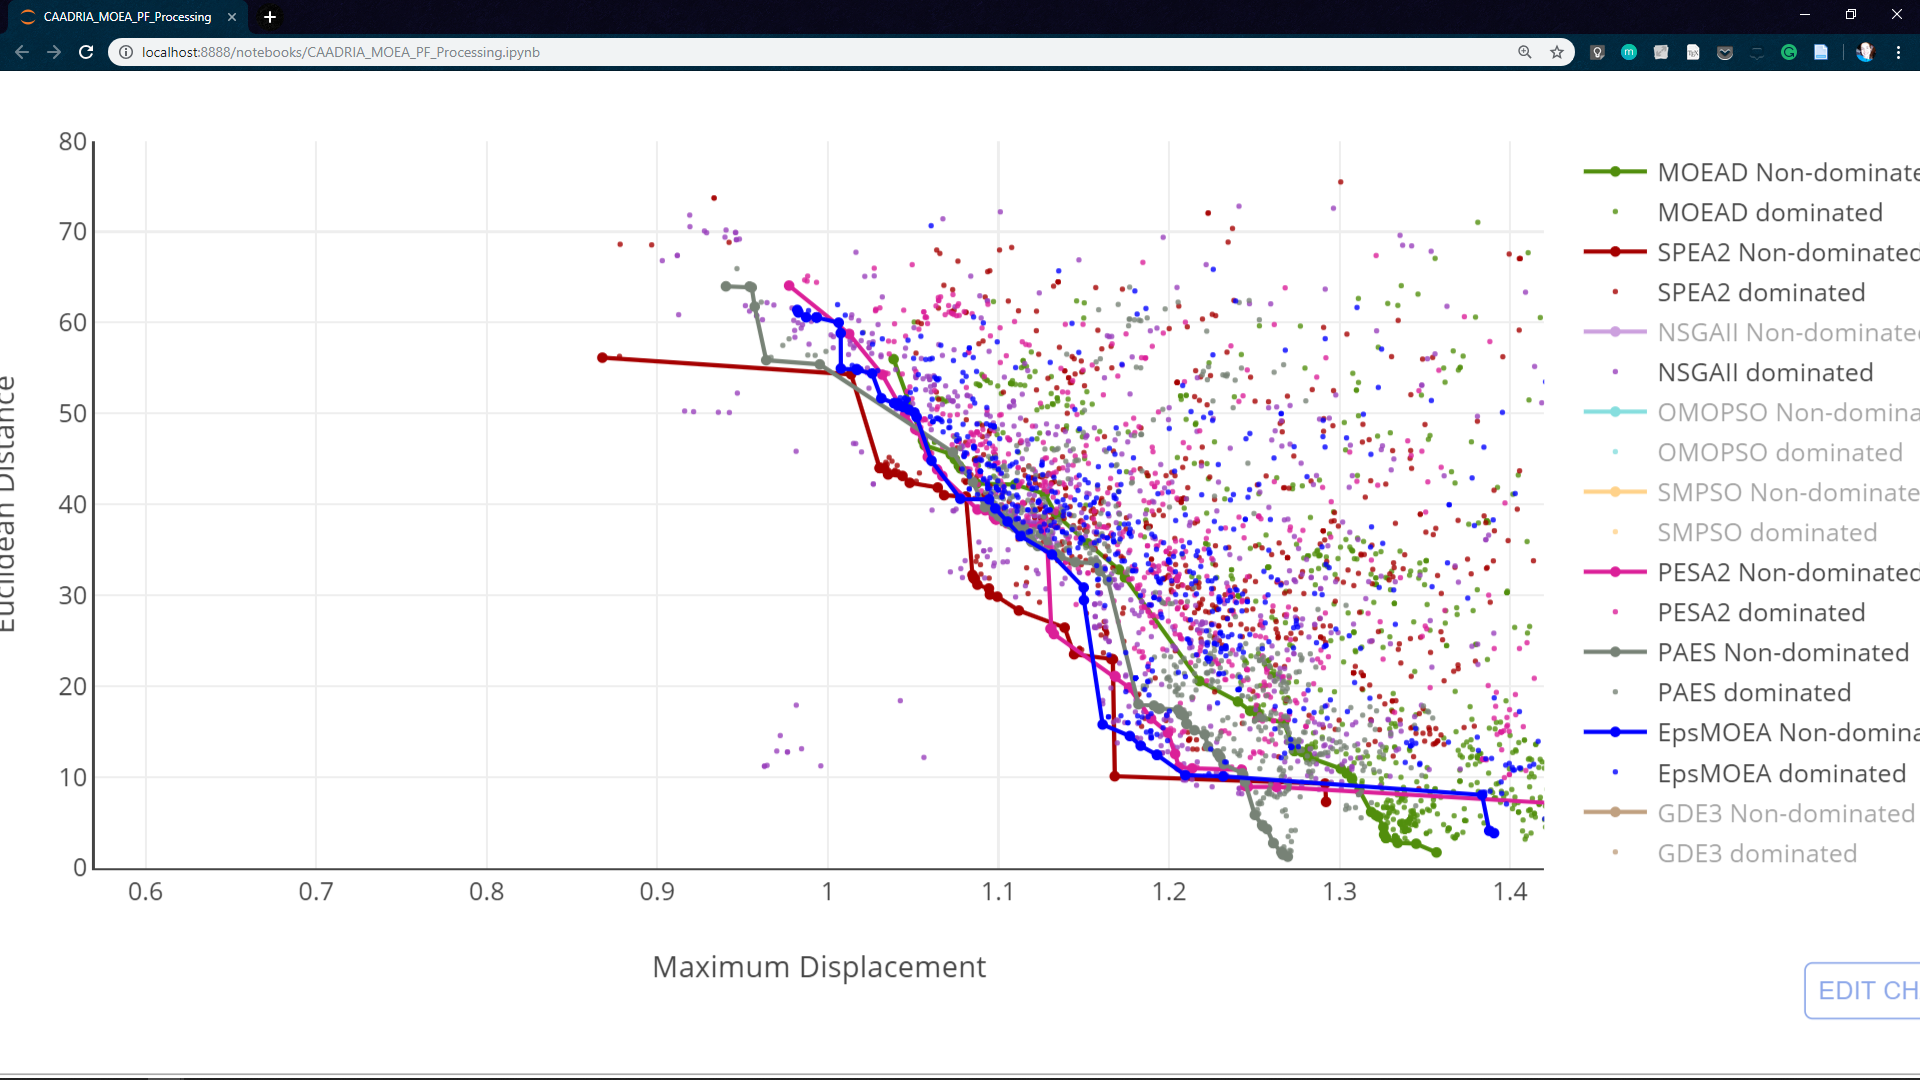 CAADRIA_MOEA_PF_Processing
localhost:8888/notebooks/CAADRIA_MOEA_PF_Processing.ipynb
80
70
60
50
40
30
20
10
0
Euclidean Distance
0.6 0.7 0.8 0.9 1 1.1 1.2 1.3 1.4
Maximum Displacement
MOEAD Non-dominate
MOEAD dominated
SPEA2 Non-dominated
SPEA2 dominated
NSGAII Non-dominated
NSGAII dominated
OMOPSO Non-domina
OMOPSO dominated
SMPSO Non-dominate
SMPSO dominated
PESA2 Non-dominated
PESA2 dominated
PAES Non-dominated
PAES dominated
EpsMOEA Non-domina
EpsMOEA dominated
GDE3 Non-dominated
GDE3 dominated
EDIT CH